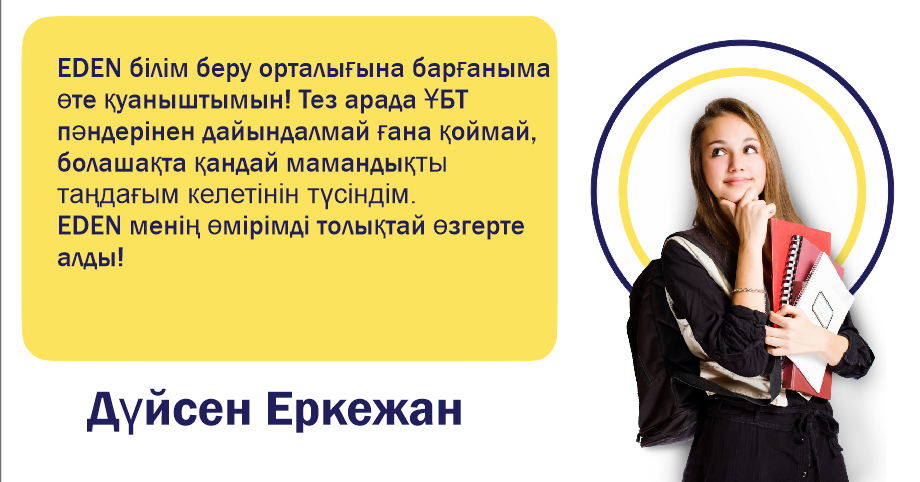 EDEN білім беру орталығына барғаныма
өте қуаныштымын! Тез арада ҰБТ
пәндерінен дайындалмай ғана қоймай,
болашақта қандай мамандықты
таңдағым келетінін түсіндім.
EDEN менің өмірімді толықтай өзгерте
алды!
Дүйсен Еркежан